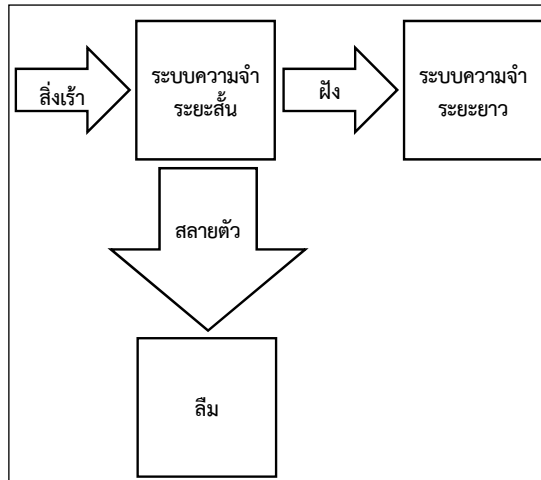 สิ่งเร้า
ระบบความจำ
ระยะสั้น
ฝัง
ระบบความจำ
ระยะยาว
สลายตัว
ลืม